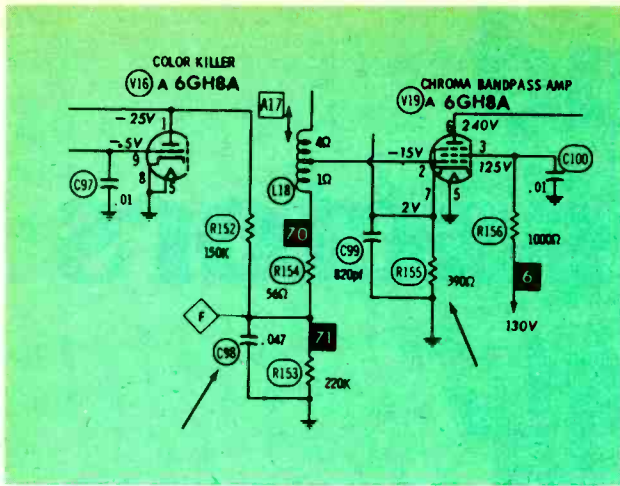 COLOR KILLER
V16 A 6GH8A
CHROMA BANDPASS AMP
V19 A 6GH8A
A17
- 25V
1
-.5V
9
8
5
C97
.01
4Ω
1Ω
L18
-15V
2
7
5
6
240V
3
125V
C100
.01
2V
R152
150K
70
R154
56Ω
C99
820pf
R155
390Ω
R156
1000Ω
6
130V
F
.047
C98
71
R153
220K